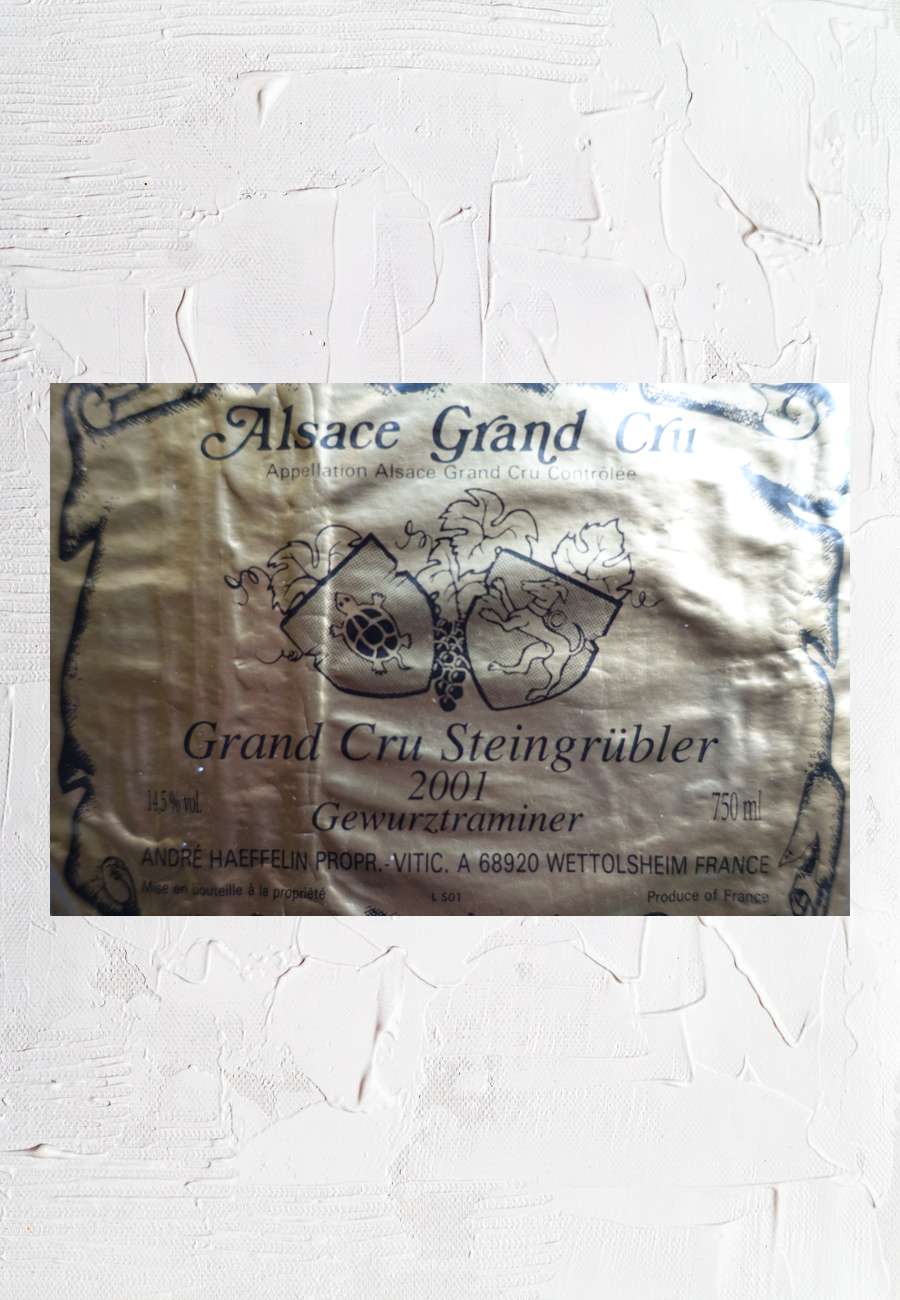 Alsace Grand Cru
Appellation Alsace Grand Cru Contrôlée
Grand Cru Steingrübler
2001
14,5 % vol.
750 ml
Gewurztraminer
ANDRÉ HAEFFELIN PROPR.-VITIC. A 68920 WETTOLSHEIM FRANCE
Mise en bouteille à la propriété
L S01
Produce of France